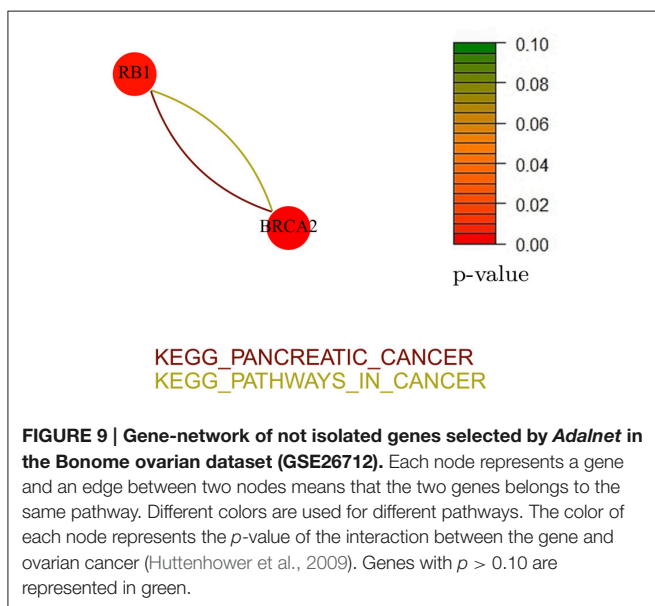 RB1
BRCA2
0.10
0.08
0.06
0.04
0.02
0.00
p-value
KEGG_PANCREATIC_CANCER
KEGG_PATHWAYS_IN_CANCER
FIGURE 9 | Gene-network of not isolated genes selected by Adalnet in
the Bonome ovarian dataset (GSE26712). Each node represents a gene
and an edge between two nodes means that the two genes belongs to the
same pathway. Different colors are used for different pathways. The color of
each node represents the p-value of the interaction between the gene and
ovarian cancer (Huttenhower et al., 2009). Genes with p > 0.10 are
represented in green.